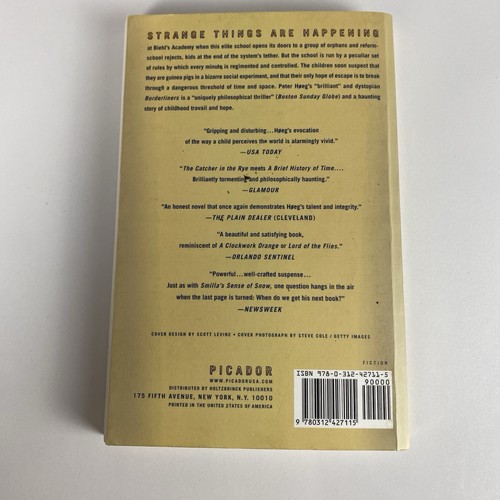 STRANGE THINGS ARE HAPPENING
at Biehl's Academy when this elite school opens its doors to a group of orphans and reform-
school rejects, kids at the end of the system's tether. But the school is run by a peculiar set
of rules by which every minute is regimented and controlled. The children soon suspect that
they are guinea pigs in a bizarre social experiment, and that their only hope of escape is to break
through a dangerous threshold of time and space. Peter Høeg's "brilliant" and dystopian
Borderliners is a "uniquely philosophical thriller" (Boston Sunday Globe) and a haunting
story of childhood travail and hope.
"Gripping and disturbing...Høeg's evocation
of the way a child perceives the world is alarmingly vivid."
—USA TODAY
"The Catcher in the Rye meets A Brief History of Time....
Brilliantly tormenting and philosophically haunting."
—GLAMOUR
"An honest novel that once again demonstrates Høeg's talent and integrity."
—THE PLAIN DEALER (CLEVELAND)
"A beautiful and satisfying book,
reminiscent of A Clockwork Orange or Lord of the Flies."
—ORLANDO SENTINEL
"Powerful...well-crafted suspense...
Just as with Smilla's Sense of Snow, one question hangs in the air
when the last page is turned: When do we get his next book?"
—NEWSWEEK
COVER DESIGN BY SCOTT LEVINE • COVER PHOTOGRAPH BY STEVE COLE / GETTY IMAGES
FICTION
PICADOR
WWW.PICADORUSA.COM
DISTRIBUTED BY HOLTZBRINCK PUBLISHERS
175 FIFTH AVENUE, NEW YORK, N.Y. 10010
PRINTED IN THE UNITED STATES OF AMERICA
ISBN 978-0-312-42711-5
90000
9 780312 427115